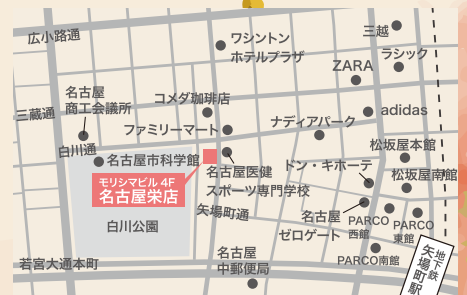 広小路通
ワシントン
ホテルプラザ
三越
ラシック
ZARA
名古屋
商工会議所
コメダ珈琲店
三蔵通
ファミリーマート
ナディアパーク
adidas
白川通
名古屋市科学館
松坂屋本館
名古屋医健
スポーツ専門学校
ドン・キホーテ
松坂屋南館
モリシマビル 4F
名古屋栄店
矢場町通
白川公園
名古屋
ゼロゲート
PARCO
西館
PARCO
東館
PARCO南館
若宮大通本町
名古屋
中郵便局
地下鉄
矢場町駅